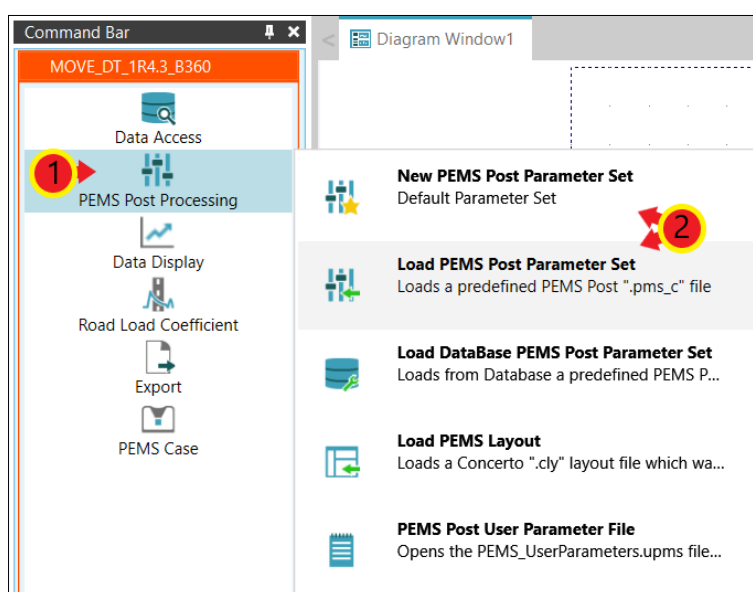 Command Bar
< Diagram Window1
MOVE_DT_1R4.3_B360
Data Access
1
PEMS Post Processing
Data Display
Road Load Coefficient
Export
PEMS Case
New PEMS Post Parameter Set
Default Parameter Set
2
Load PEMS Post Parameter Set
Loads a predefined PEMS Post ".pms_c" file
Load DataBase PEMS Post Parameter Set
Loads from Database a predefined PEMS P...
Load PEMS Layout
Loads a Concerto ".cly" layout file which wa...
PEMS Post User Parameter File
Opens the PEMS_UserParameters.upms file...